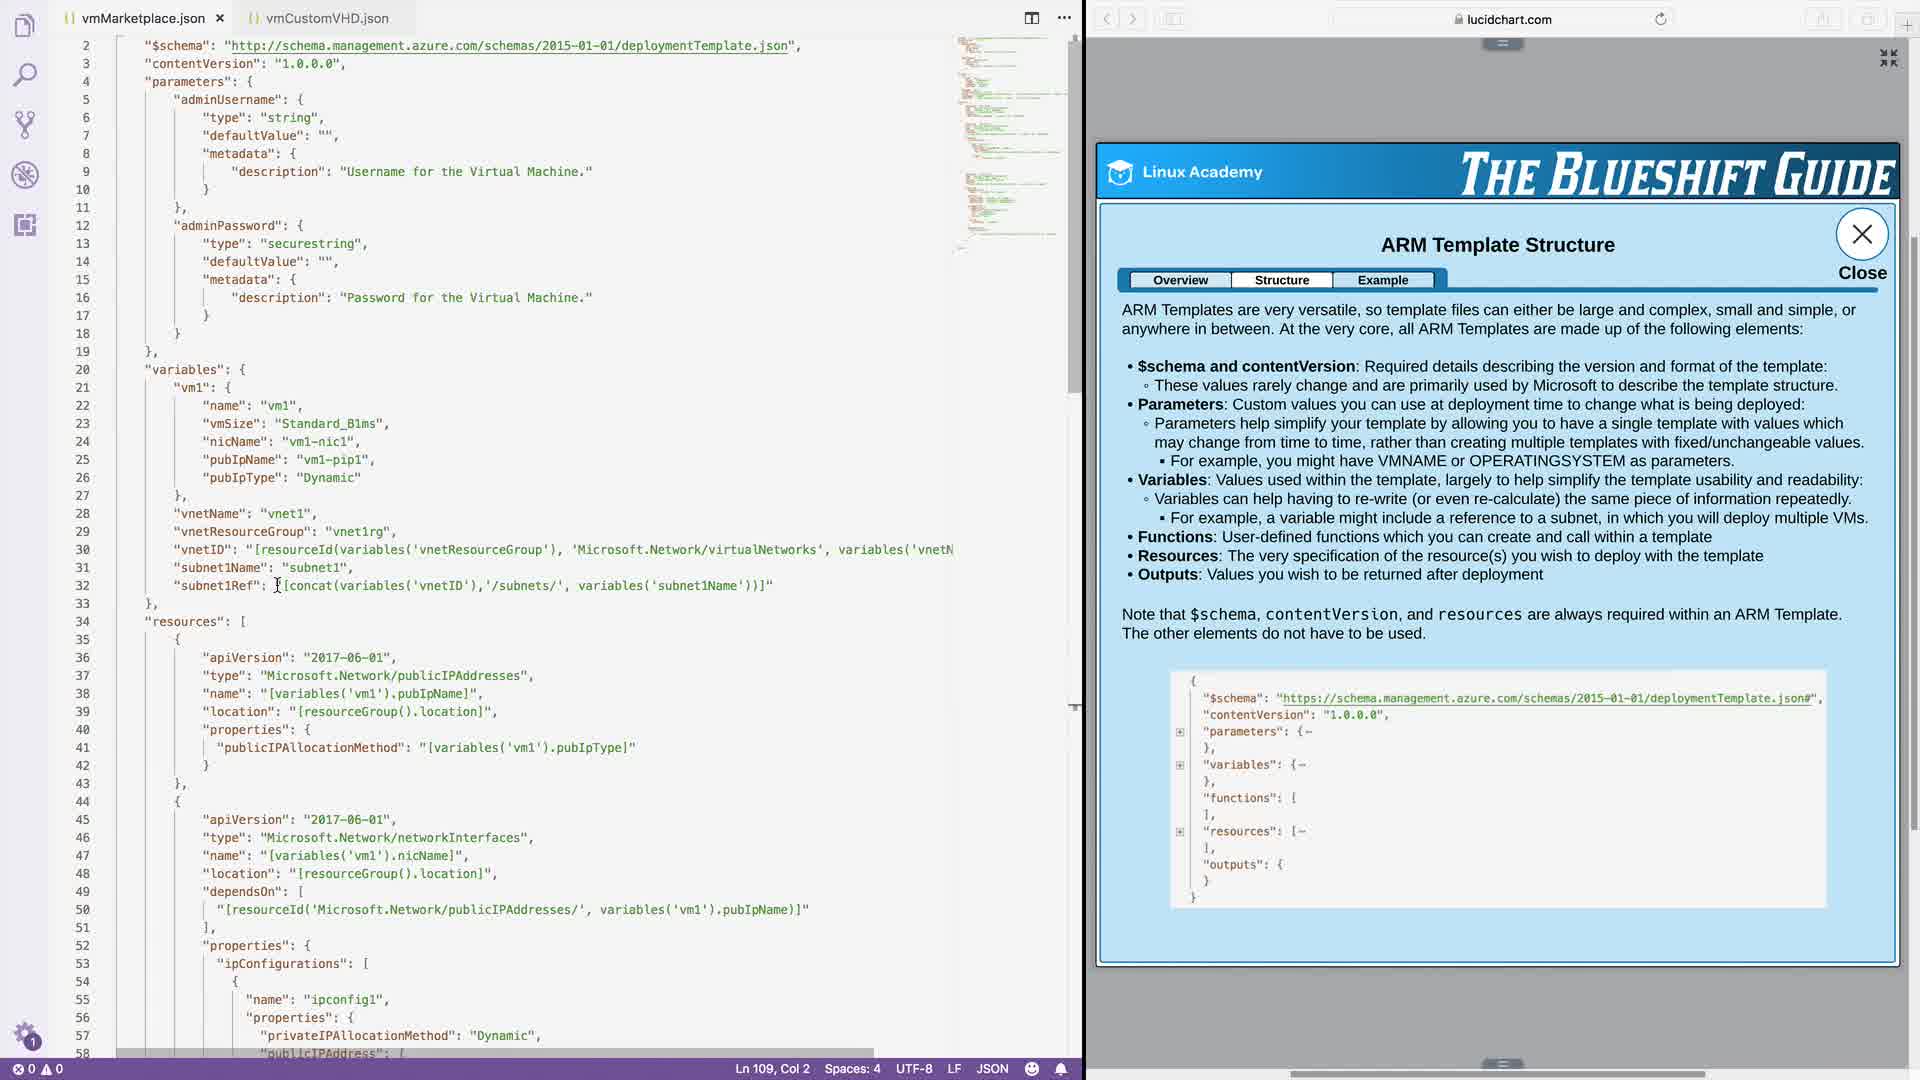 vmMarketplace.json
vmCustomVHD.json
2 "$schema": "http://schema.management.azure.com/schemas/2015-01-01/deploymentTemplate.json",
3 "contentVersion": "1.0.0.0",
4 "parameters": {
5 "adminUsername": {
6 "type": "string",
7 "defaultValue": "",
8 "metadata": {
9 "description": "Username for the Virtual Machine."
10 }
11 },
12 "adminPassword": {
13 "type": "securestring",
14 "defaultValue": "",
15 "metadata": {
16 "description": "Password for the Virtual Machine."
17 }
18 }
19 },
20 "variables": {
21 "vm1": {
22 "name": "vm1",
23 "vmSize": "Standard_B1ms",
24 "nicName": "vm1-nic1",
25 "pubIpName": "vm1-pip1",
26 "pubIpType": "Dynamic"
27 },
28 "vnetName": "vnet1",
29 "vnetResourceGroup": "vnet1rg",
30 "vnetID": "[resourceId(variables('vnetResourceGroup'), 'Microsoft.Network/virtualNetworks', variables('vnetN
31 "subnet1Name": "subnet1",
32 "subnet1Ref": "[concat(variables('vnetID'),'/subnets/', variables('subnet1Name'))]"
33 },
34 "resources": [
35 {
36 "apiVersion": "2017-06-01",
37 "type": "Microsoft.Network/publicIPAddresses",
38 "name": "[variables('vm1').pubIpName]",
39 "location": "[resourceGroup().location]",
40 "properties": {
41 "publicIPAllocationMethod": "[variables('vm1').pubIpType]"
42 }
43 },
44 {
45 "apiVersion": "2017-06-01",
46 "type": "Microsoft.Network/networkInterfaces",
47 "name": "[variables('vm1').nicName]",
48 "location": "[resourceGroup().location]",
49 "dependsOn": [
50 "[resourceId('Microsoft.Network/publicIPAddresses/', variables('vm1').pubIpName)]"
51 ],
52 "properties": {
53 "ipConfigurations": [
54 {
55 "name": "ipconfig1",
56 "properties": {
57 "privateIPAllocationMethod": "Dynamic",
58 "publicIPAddress": {
1
0 0
Ln 109, Col 2 Spaces: 4 UTF-8 LF JSON
lucidchart.com
Linux Academy
THE BLUESHIFT GUIDE
ARM Template Structure
Close
Overview Structure Example
ARM Templates are very versatile, so template files can either be large and complex, small and simple, or
anywhere in between. At the very core, all ARM Templates are made up of the following elements:
• $schema and contentVersion: Required details describing the version and format of the template:
◦ These values rarely change and are primarily used by Microsoft to describe the template structure.
• Parameters: Custom values you can use at deployment time to change what is being deployed:
◦ Parameters help simplify your template by allowing you to have a single template with values which
may change from time to time, rather than creating multiple templates with fixed/unchangeable values.
▪ For example, you might have VMNAME or OPERATINGSYSTEM as parameters.
• Variables: Values used within the template, largely to help simplify the template usability and readability:
◦ Variables can help having to re-write (or even re-calculate) the same piece of information repeatedly.
▪ For example, a variable might include a reference to a subnet, in which you will deploy multiple VMs.
• Functions: User-defined functions which you can create and call within a template
• Resources: The very specification of the resource(s) you wish to deploy with the template
• Outputs: Values you wish to be returned after deployment
Note that $schema, contentVersion, and resources are always required within an ARM Template.
The other elements do not have to be used.
{
"$schema": "https://schema.management.azure.com/schemas/2015-01-01/deploymentTemplate.json#",
"contentVersion": "1.0.0.0",
"parameters": {
},
"variables": {
},
"functions": [
],
"resources": [
],
"outputs": {
}
}